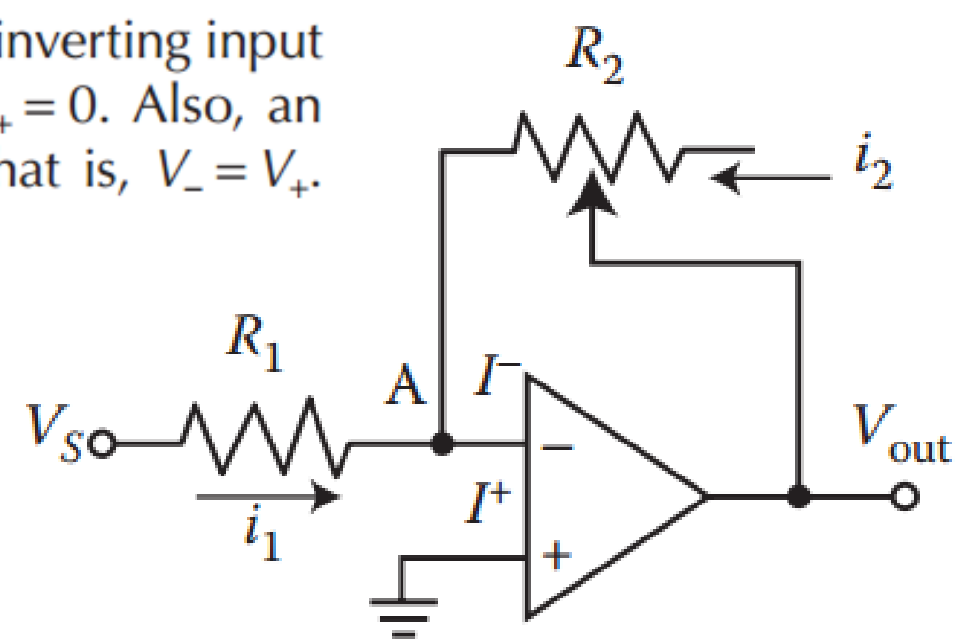 inverting input
₊ = 0. Also, an
hat is, V₋ = V₊.
R₂
i₂
R₁
A
I⁻
V_S
−
V_out
i₁
I⁺
+